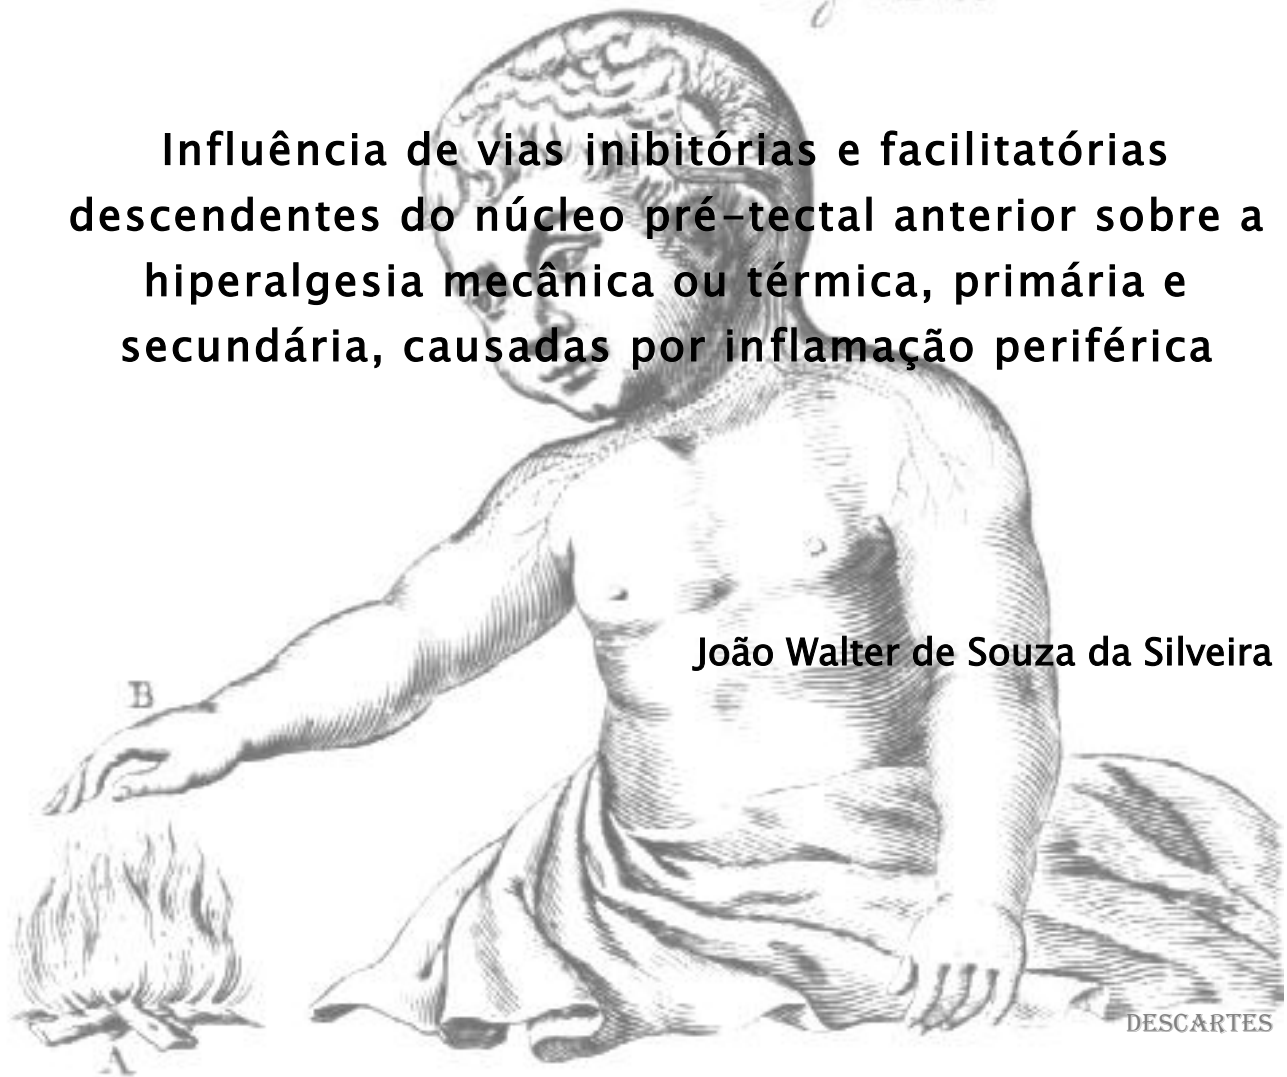 Influência de vias inibitórias e facilitatórias
descendentes do núcleo pré-tectal anterior sobre a
hiperalgesia mecânica ou térmica, primária e
secundária, causadas por inflamação periférica
João Walter de Souza da Silveira
B
DESCARTES
A